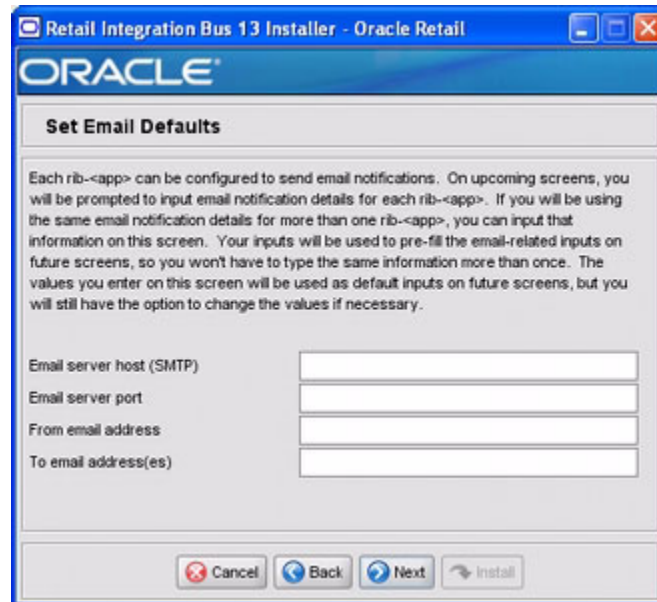 Retail Integration Bus 13 Installer - Oracle Retail
ORACLE
Set Email Defaults
Each rib-<app> can be configured to send email notifications. On upcoming screens, you
will be prompted to input email notification details for each rib-<app>. If you will be using
the same email notification details for more than one rib-<app>, you can input that
information on this screen. Your inputs will be used to pre-fill the email-related inputs on
future screens, so you won't have to type the same information more than once. The
values you enter on this screen will be used as default inputs on future screens, but you
will still have the option to change the values if necessary.
Email server host (SMTP)
Email server port
From email address
To email address(es)
Cancel Back Next Install